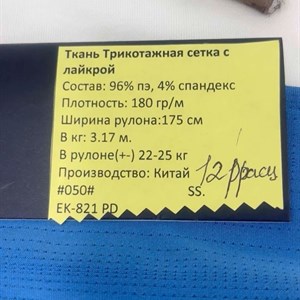 Ткань Трикотажная сетка с
лайкрой
Состав: 96% пэ, 4% спандекс
Плотность: 180 гр/м
Ширина рулона:175 см
В кг: 3.17 м.
В рулоне(+-) 22-25 кг
Производство: Китай
#050# SS.
EK-821 PD
12